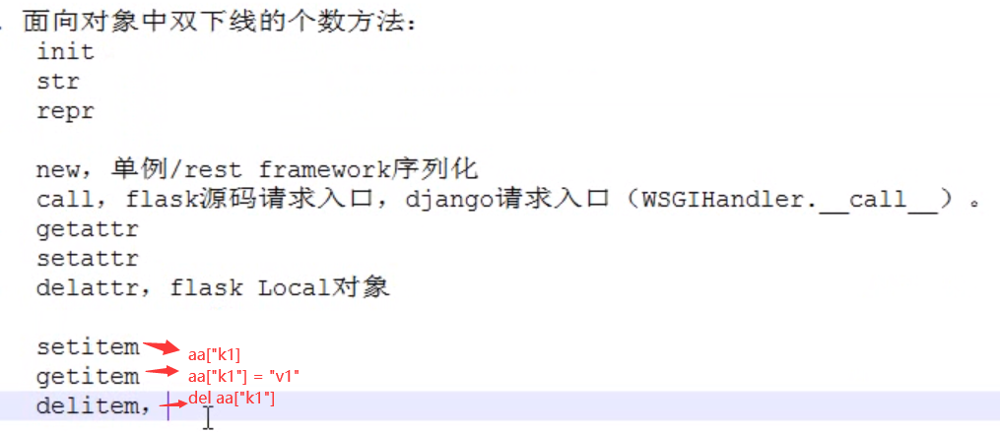 面向对象中双下线的个数方法:
init
str
repr
new, 单例/rest framework序列化
call, flask源码请求入口, django请求入口（WSGIHandler.__call__）。
getattr
setattr
delattr, flask Local对象
setitem aa["k1]
getitem aa["k1"] = "v1"
delitem, del aa["k1"]